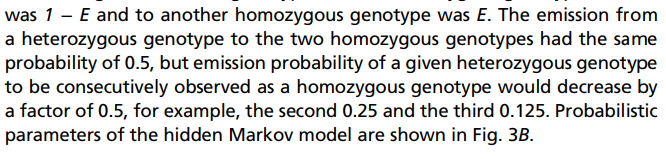 was 1 − E and to another homozygous genotype was E. The emission from
a heterozygous genotype to the two homozygous genotypes had the same
probability of 0.5, but emission probability of a given heterozygous genotype
to be consecutively observed as a homozygous genotype would decrease by
a factor of 0.5, for example, the second 0.25 and the third 0.125. Probabilistic
parameters of the hidden Markov model are shown in Fig. 3B.